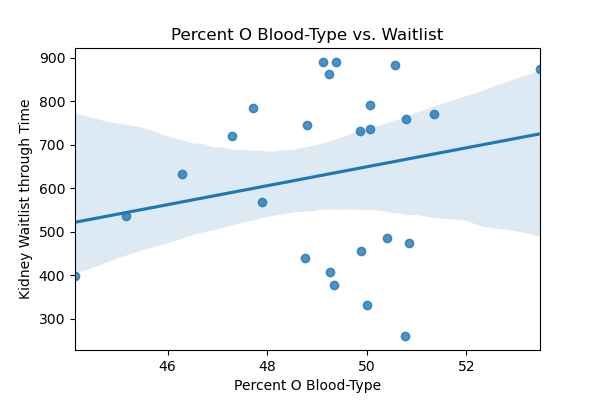 Percent O Blood-Type vs. Waitlist
Kidney Waitlist through Time
900
800
700
600
500
400
300
46 48 50 52
Percent O Blood-Type